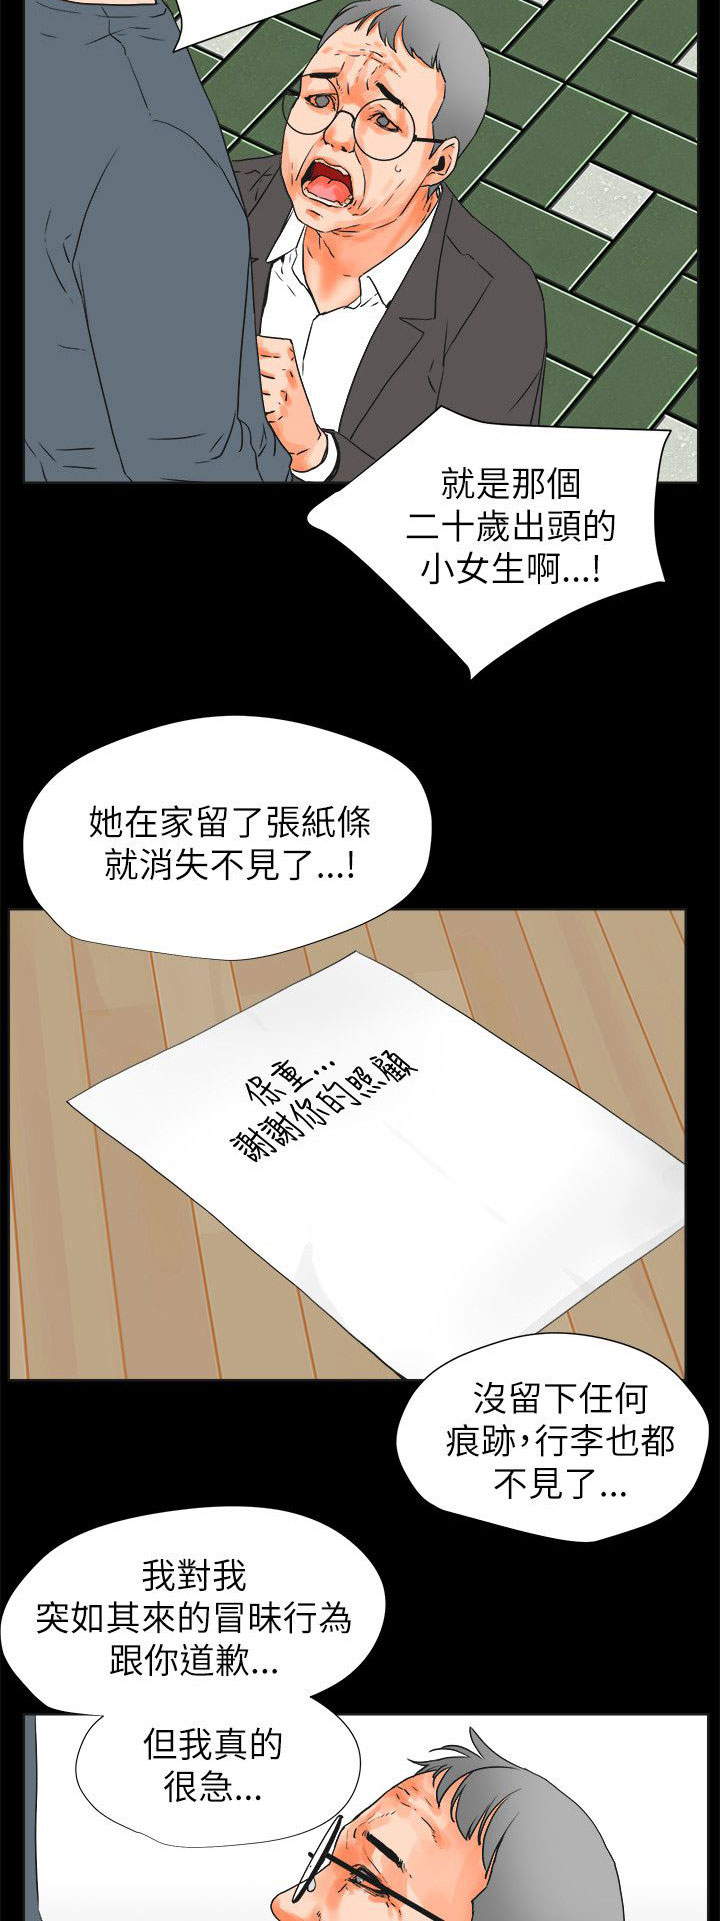 就是那個
二十歲出頭的
小女生啊...!
她在家留了張紙條
就消失不見了...!
保重...
謝謝你的照顧
沒留下任何
痕跡,行李也都
不見了...
我對我
突如其來的冒昧行為
跟你道歉...
但我真的
很急...